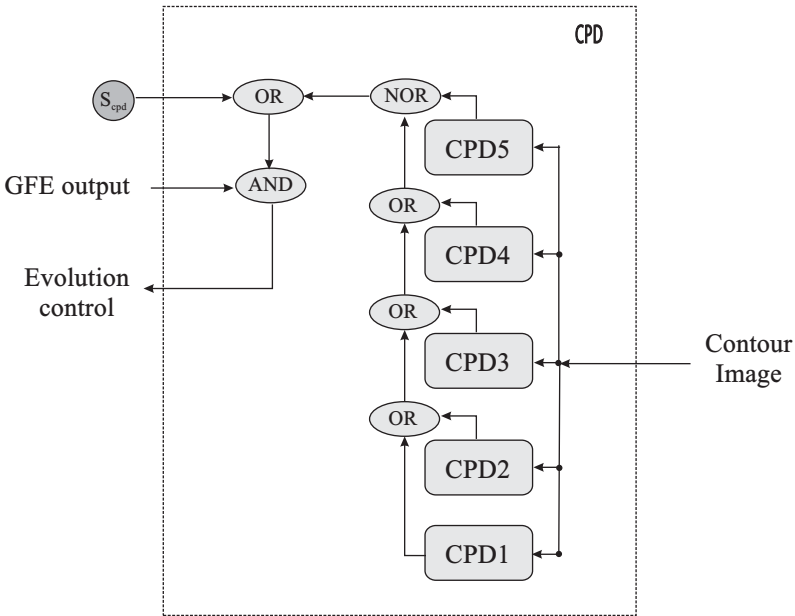 CPD
S_cpd
OR
NOR
CPD5
GFE output
AND
OR
CPD4
Evolution
control
OR
CPD3
Contour
Image
OR
CPD2
CPD1